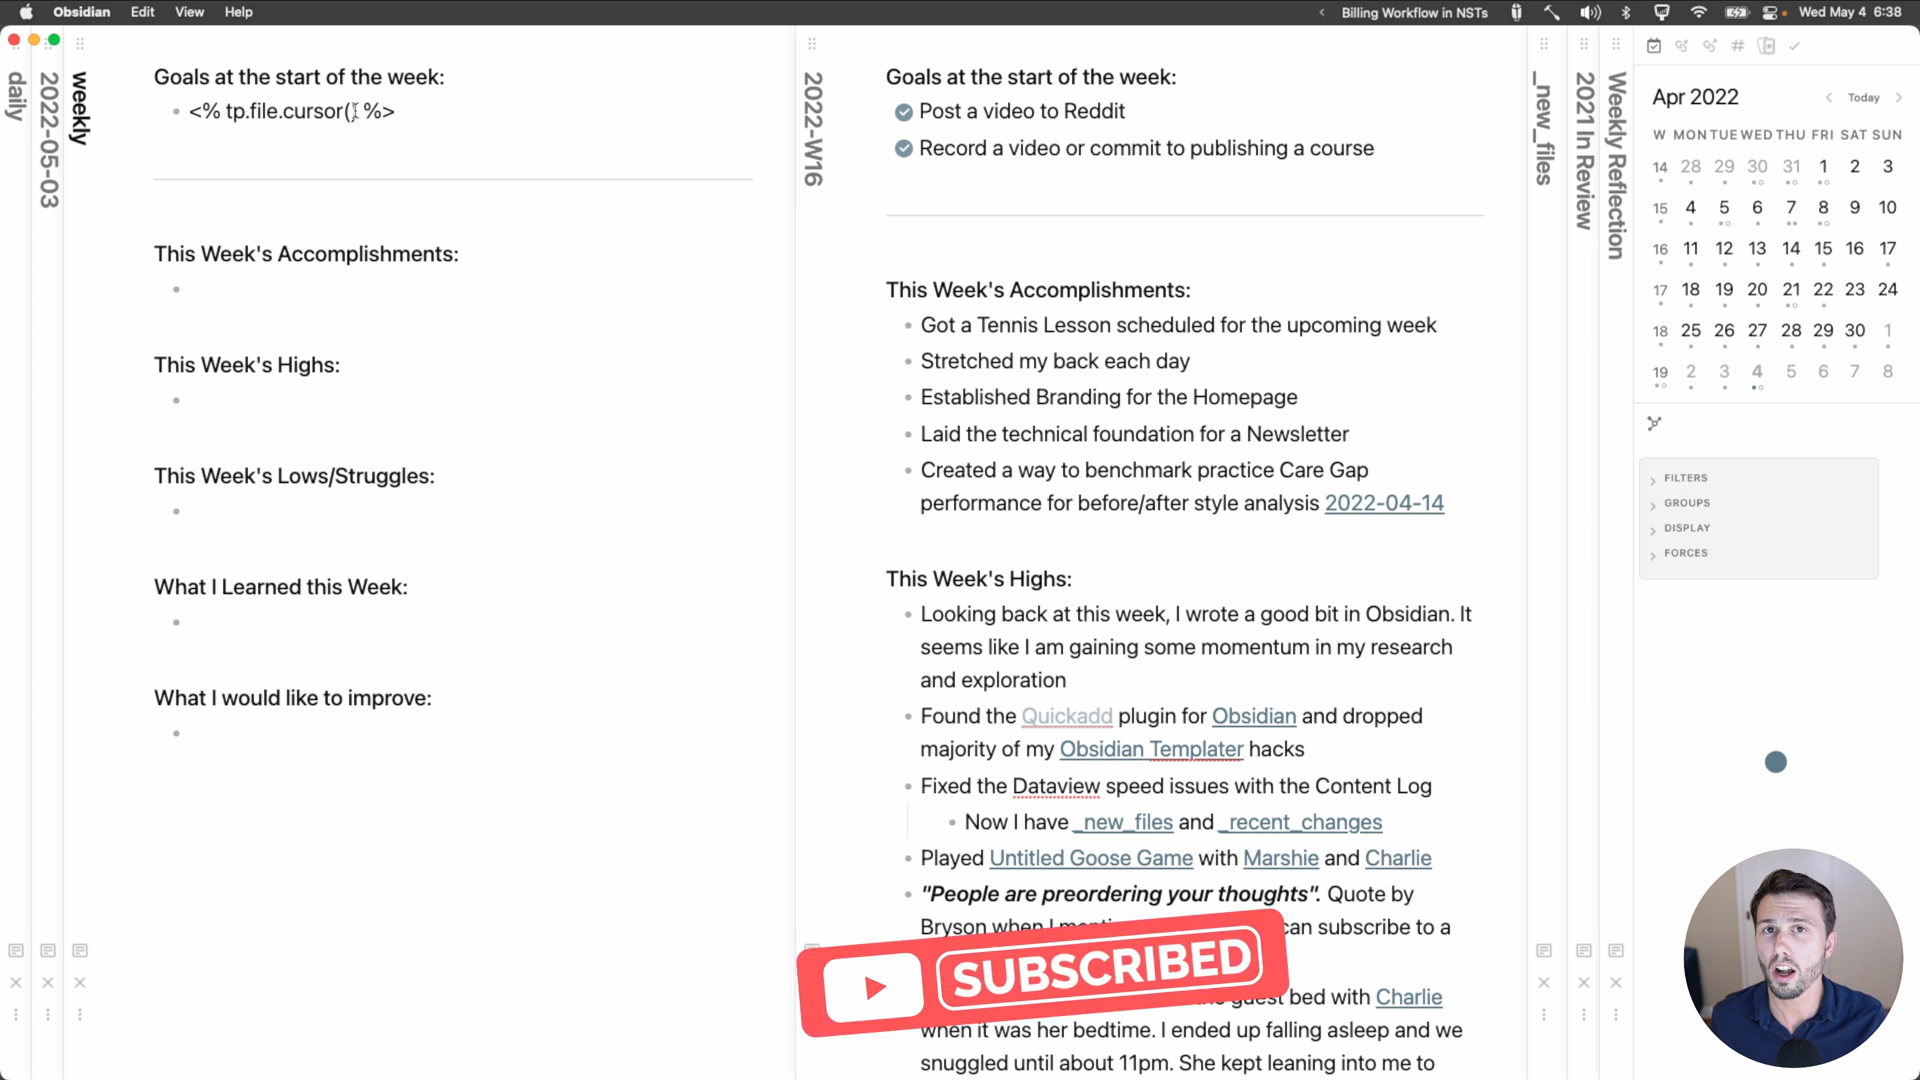 Obsidian Edit View Help
Billing Workflow in NSTs
Wed May 4 6:38
daily
2022-05-03
weekly
Goals at the start of the week:
<% tp.file.cursor() %>
This Week's Accomplishments:
This Week's Highs:
This Week's Lows/Struggles:
What I Learned this Week:
What I would like to improve:
2022-W16
Goals at the start of the week:
Post a video to Reddit
Record a video or commit to publishing a course
This Week's Accomplishments:
Got a Tennis Lesson scheduled for the upcoming week
Stretched my back each day
Established Branding for the Homepage
Laid the technical foundation for a Newsletter
Created a way to benchmark practice Care Gap
performance for before/after style analysis 2022-04-14
This Week's Highs:
Looking back at this week, I wrote a good bit in Obsidian. It
seems like I am gaining some momentum in my research
and exploration
Found the Quickadd plugin for Obsidian and dropped
majority of my Obsidian Templater hacks
Fixed the Dataview speed issues with the Content Log
Now I have _new_files and _recent_changes
Played Untitled Goose Game with Marshie and Charlie
"People are preordering your thoughts". Quote by
Bryson when I can subscribe to a
bed with Charlie
when it was her bedtime. I ended up falling asleep and we
snuggled until about 11pm. She kept leaning into me to
SUBSCRIBED
_new_files
2021 In Review
Weekly Reflection
Apr 2022 Today
W MON TUE WED THU FRI SAT SUN
14 28 29 30 31 1 2 3
15 4 5 6 7 8 9 10
16 11 12 13 14 15 16 17
17 18 19 20 21 22 23 24
18 25 26 27 28 29 30 1
19 2 3 4 5 6 7 8
FILTERS
GROUPS
DISPLAY
FORCES